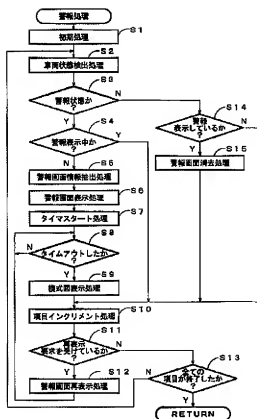 警報処理
S1
初期処理
S2
車両状態検出処理
S3
警報状態か
?
N
Y
S4
警報表示中か
?
Y
N
S5
警報画面情報抽出処理
S6
警報画面表示処理
S7
タイマスタート処理
S8
タイムアウトしたか
?
N
Y
S9
模式図表示処理
S10
項目インクリメント処理
S11
再表示
要求を受けているか
?
N
Y
S12
警報画面再表示処理
S13
全ての
項目が終了したか
?
N
Y
RETURN
S14
警報
表示しているか
?
N
Y
S15
警報画面消去処理